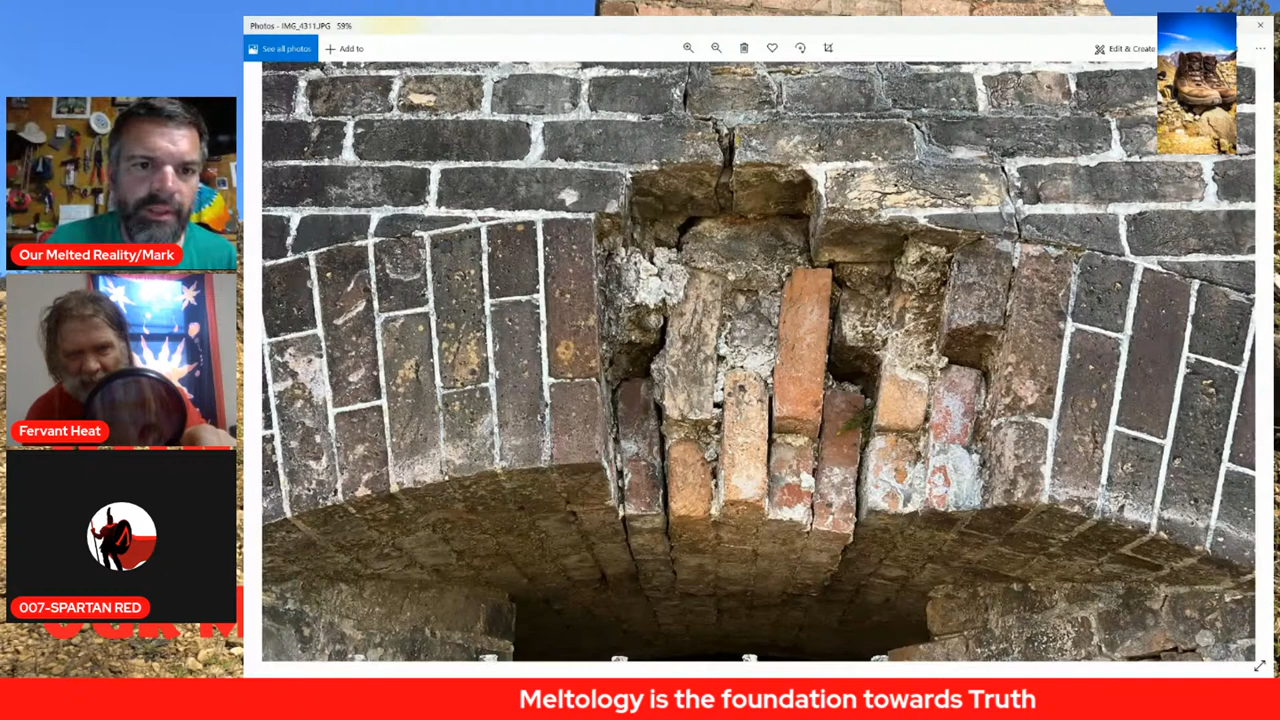 Photos - IMG_4311.JPG 59%
See all photos
Add to
Edit & Create
Our Melted Reality/Mark
Fervant Heat
007-SPARTAN RED
Meltology is the foundation towards Truth